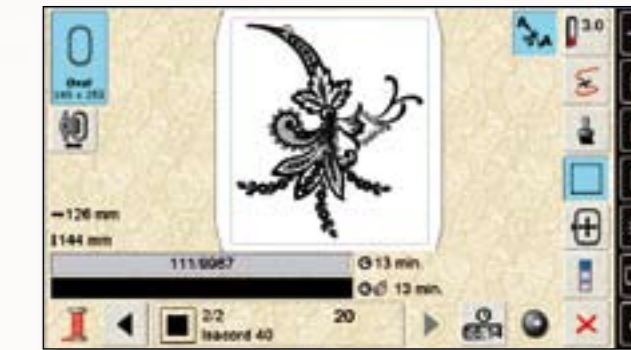 Oval
145 x 255
A A
3.0
126 mm
144 mm
111/9967
13 min.
13 min.
2/2
20
Isacord 40